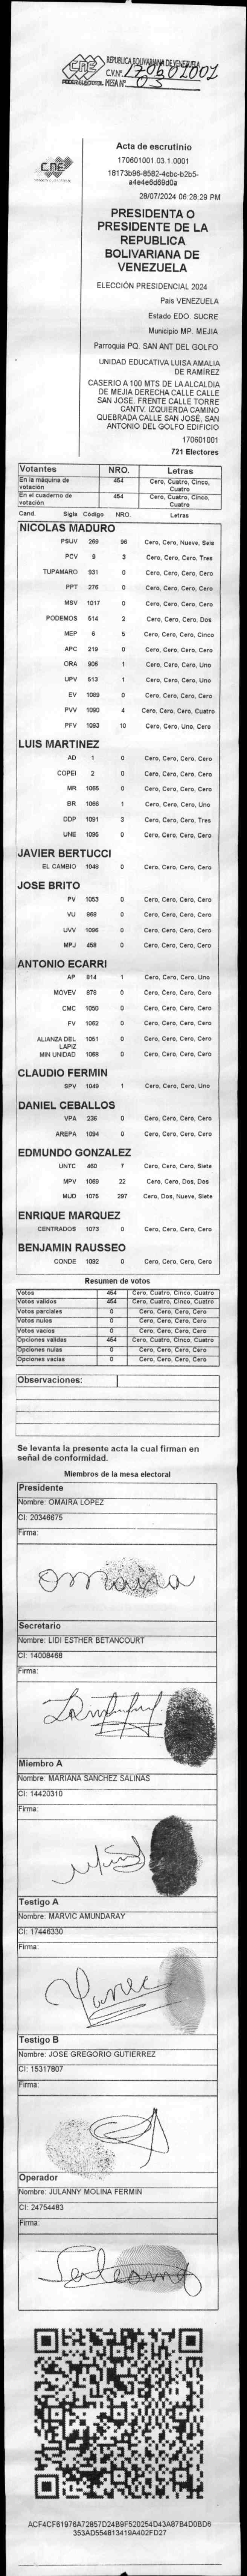 CNE
PODER ELECTORAL
REPUBLICA BOLIVARIANA DE VENEZUELA
C.V.Nº: 170601001
MESA Nº 03
CNE
Acta de escrutinio
170601001.03.1.0001
18173b96-8582-4cbc-b2b5-
a4e4e6d69d0a
28/07/2024 06:28:29 PM
PRESIDENTA O
PRESIDENTE DE LA
REPUBLICA
BOLIVARIANA DE
VENEZUELA
ELECCIÓN PRESIDENCIAL 2024
Pais VENEZUELA
Estado EDO. SUCRE
Municipio MP. MEJIA
Parroquia PQ. SAN ANT DEL GOLFO
UNIDAD EDUCATIVA LUISA AMALIA
DE RAMÍREZ
CASERIO A 100 MTS DE LA ALCALDIA
DE MEJIA DERECHA CALLE CALLE
SAN JOSE. FRENTE CALLE TORRE
CANTV. IZQUIERDA CAMINO
QUEBRADA CALLE SAN JOSÉ, SAN
ANTONIO DEL GOLFO EDIFICIO
170601001
721 Electores
Votantes NRO. Letras
En la máquina de votación 454 Cero, Cuatro, Cinco, Cuatro
En el cuaderno de votación 454 Cero, Cuatro, Cinco, Cuatro
Cand. Sigla Código NRO. Letras
NICOLAS MADURO
PSUV 269 96 Cero, Cero, Nueve, Seis
PCV 9 3 Cero, Cero, Cero, Tres
TUPAMARO 931 0 Cero, Cero, Cero, Cero
PPT 276 0 Cero, Cero, Cero, Cero
MSV 1017 0 Cero, Cero, Cero, Cero
PODEMOS 514 2 Cero, Cero, Cero, Dos
MEP 6 5 Cero, Cero, Cero, Cinco
APC 219 0 Cero, Cero, Cero, Cero
ORA 906 1 Cero, Cero, Cero, Uno
UPV 513 1 Cero, Cero, Cero, Uno
EV 1089 0 Cero, Cero, Cero, Cero
PVV 1090 4 Cero, Cero, Cero, Cuatro
PFV 1093 10 Cero, Cero, Uno, Cero
LUIS MARTINEZ
AD 1 0 Cero, Cero, Cero, Cero
COPEI 2 0 Cero, Cero, Cero, Cero
MR 1065 0 Cero, Cero, Cero, Cero
BR 1066 1 Cero, Cero, Cero, Uno
DDP 1091 3 Cero, Cero, Cero, Tres
UNE 1095 0 Cero, Cero, Cero, Cero
JAVIER BERTUCCI
EL CAMBIO 1048 0 Cero, Cero, Cero, Cero
JOSE BRITO
PV 1053 0 Cero, Cero, Cero, Cero
VU 969 0 Cero, Cero, Cero, Cero
UVV 1096 0 Cero, Cero, Cero, Cero
MPJ 458 0 Cero, Cero, Cero, Cero
ANTONIO ECARRI
AP 914 1 Cero, Cero, Cero, Uno
MOVEV 878 0 Cero, Cero, Cero, Cero
CMC 1050 0 Cero, Cero, Cero, Cero
FV 1062 0 Cero, Cero, Cero, Cero
ALIANZA DEL LAPIZ 1051 0 Cero, Cero, Cero, Cero
MIN UNIDAD 1068 0 Cero, Cero, Cero, Cero
CLAUDIO FERMIN
SPV 1049 1 Cero, Cero, Cero, Uno
DANIEL CEBALLOS
VPA 236 0 Cero, Cero, Cero, Cero
AREPA 1094 0 Cero, Cero, Cero, Cero
EDMUNDO GONZALEZ
UNTC 460 7 Cero, Cero, Cero, Siete
MPV 1069 22 Cero, Cero, Dos, Dos
MUD 1075 297 Cero, Dos, Nueve, Siete
ENRIQUE MARQUEZ
CENTRADOS 1073 0 Cero, Cero, Cero, Cero
BENJAMIN RAUSSEO
CONDE 1092 0 Cero, Cero, Cero, Cero
Resumen de votos
Votos 454 Cero, Cuatro, Cinco, Cuatro
Votos validos 454 Cero, Cuatro, Cinco, Cuatro
Votos parciales 0 Cero, Cero, Cero, Cero
Votos nulos 0 Cero, Cero, Cero, Cero
Votos vacios 0 Cero, Cero, Cero, Cero
Opciones validas 454 Cero, Cuatro, Cinco, Cuatro
Opciones nulas 0 Cero, Cero, Cero, Cero
Opciones vacias 0 Cero, Cero, Cero, Cero
Observaciones:
Se levanta la presente acta la cual firman en
señal de conformidad.
Miembros de la mesa electoral
Presidente
Nombre: OMAIRA LOPEZ
CI: 20346675
Firma:
Omaira
Secretario
Nombre: LIDI ESTHER BETANCOURT
CI: 14008468
Firma:
Miembro A
Nombre: MARIANA SANCHEZ SALINAS
CI: 14420310
Firma:
Testigo A
Nombre: MARVIC AMUNDARAY
CI: 17446330
Firma:
Testigo B
Nombre: JOSE GREGORIO GUTIERREZ
CI: 15317807
Firma:
Operador
Nombre: JULANNY MOLINA FERMIN
CI: 24754483
Firma:
ACF4CF61976A72857D24B9F520254D43A87B4D0BD6
353AD554813419A402FD27